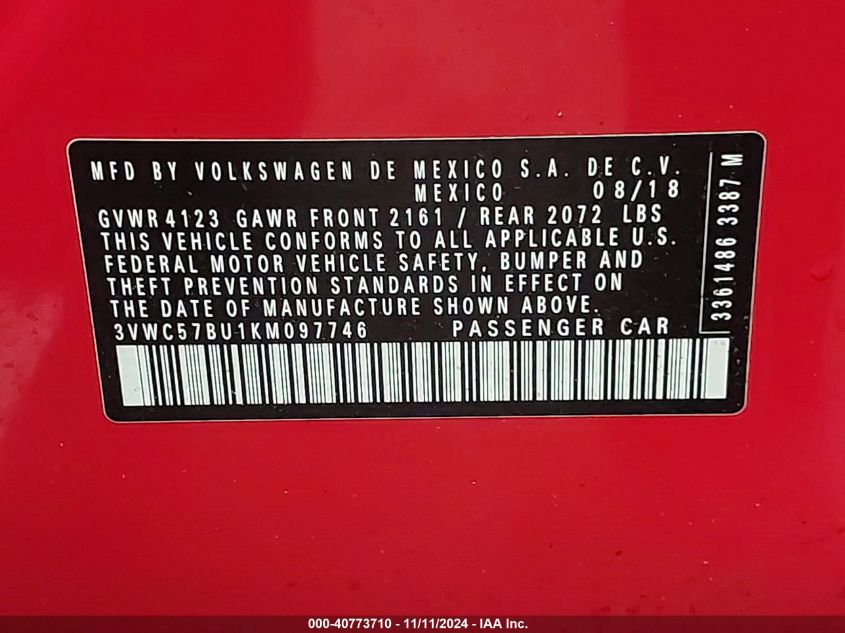 MFD BY VOLKSWAGEN DE MEXICO S.A. DE C.V.
MEXICO 08/18
GVWR 4123 GAWR FRONT 2161 / REAR 2072 LBS
THIS VEHICLE CONFORMS TO ALL APPLICABLE U.S.
FEDERAL MOTOR VEHICLE SAFETY, BUMPER AND
THEFT PREVENTION STANDARDS IN EFFECT ON
THE DATE OF MANUFACTURE SHOWN ABOVE.
3VWC57BU1KM097746 PASSENGER CAR
3361486 3387 M
000-40773710 - 11/11/2024 - IAA Inc.